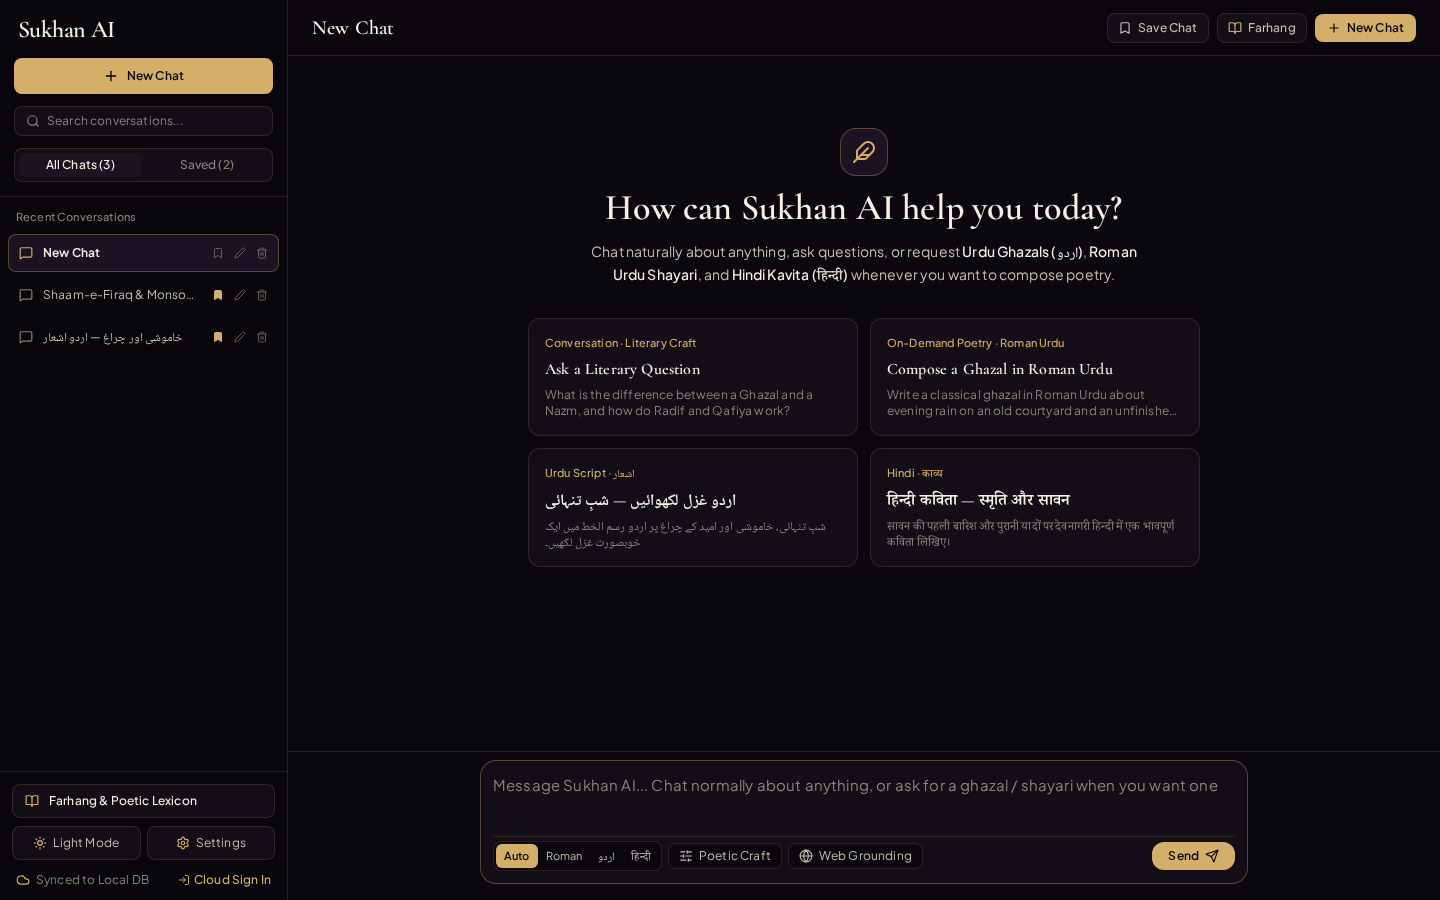 Sukhan AI
New Chat
Search conversations...
All Chats (3)
Saved (2)
Recent Conversations
New Chat
Shaam-e-Firaq & Monso...
خاموشی اور چراغ — اردو اشعار
Farhang & Poetic Lexicon
Light Mode
Settings
Synced to Local DB
Cloud Sign In
New Chat
Save Chat
Farhang
New Chat
How can Sukhan AI help you today?
Chat naturally about anything, ask questions, or request Urdu Ghazals (اردو), Roman
Urdu Shayari, and Hindi Kavita (हिन्दी) whenever you want to compose poetry.
Conversation · Literary Craft
Ask a Literary Question
What is the difference between a Ghazal and a
Nazm, and how do Radif and Qafiya work?
On-Demand Poetry · Roman Urdu
Compose a Ghazal in Roman Urdu
Write a classical ghazal in Roman Urdu about
evening rain on an old courtyard and an unfinishe...
Urdu Script · اشعار
اردو غزل لکھوائیں — شبِ تنہائی
شبِ تنہائی، خاموشی اور امید کے چراغ پر اردو رسم الخط میں ایک
خوبصورت غزل لکھیں۔
Hindi · काव्य
हिन्दी कविता — स्मृति और सावन
सावन की पहली बारिश और पुरानी यादों पर देवनागरी हिन्दी में एक भावपूर्ण
कविता लिखिए।
Message Sukhan AI... Chat normally about anything, or ask for a ghazal / shayari when you want one
Auto
Roman
اردو
हिन्दी
Poetic Craft
Web Grounding
Send